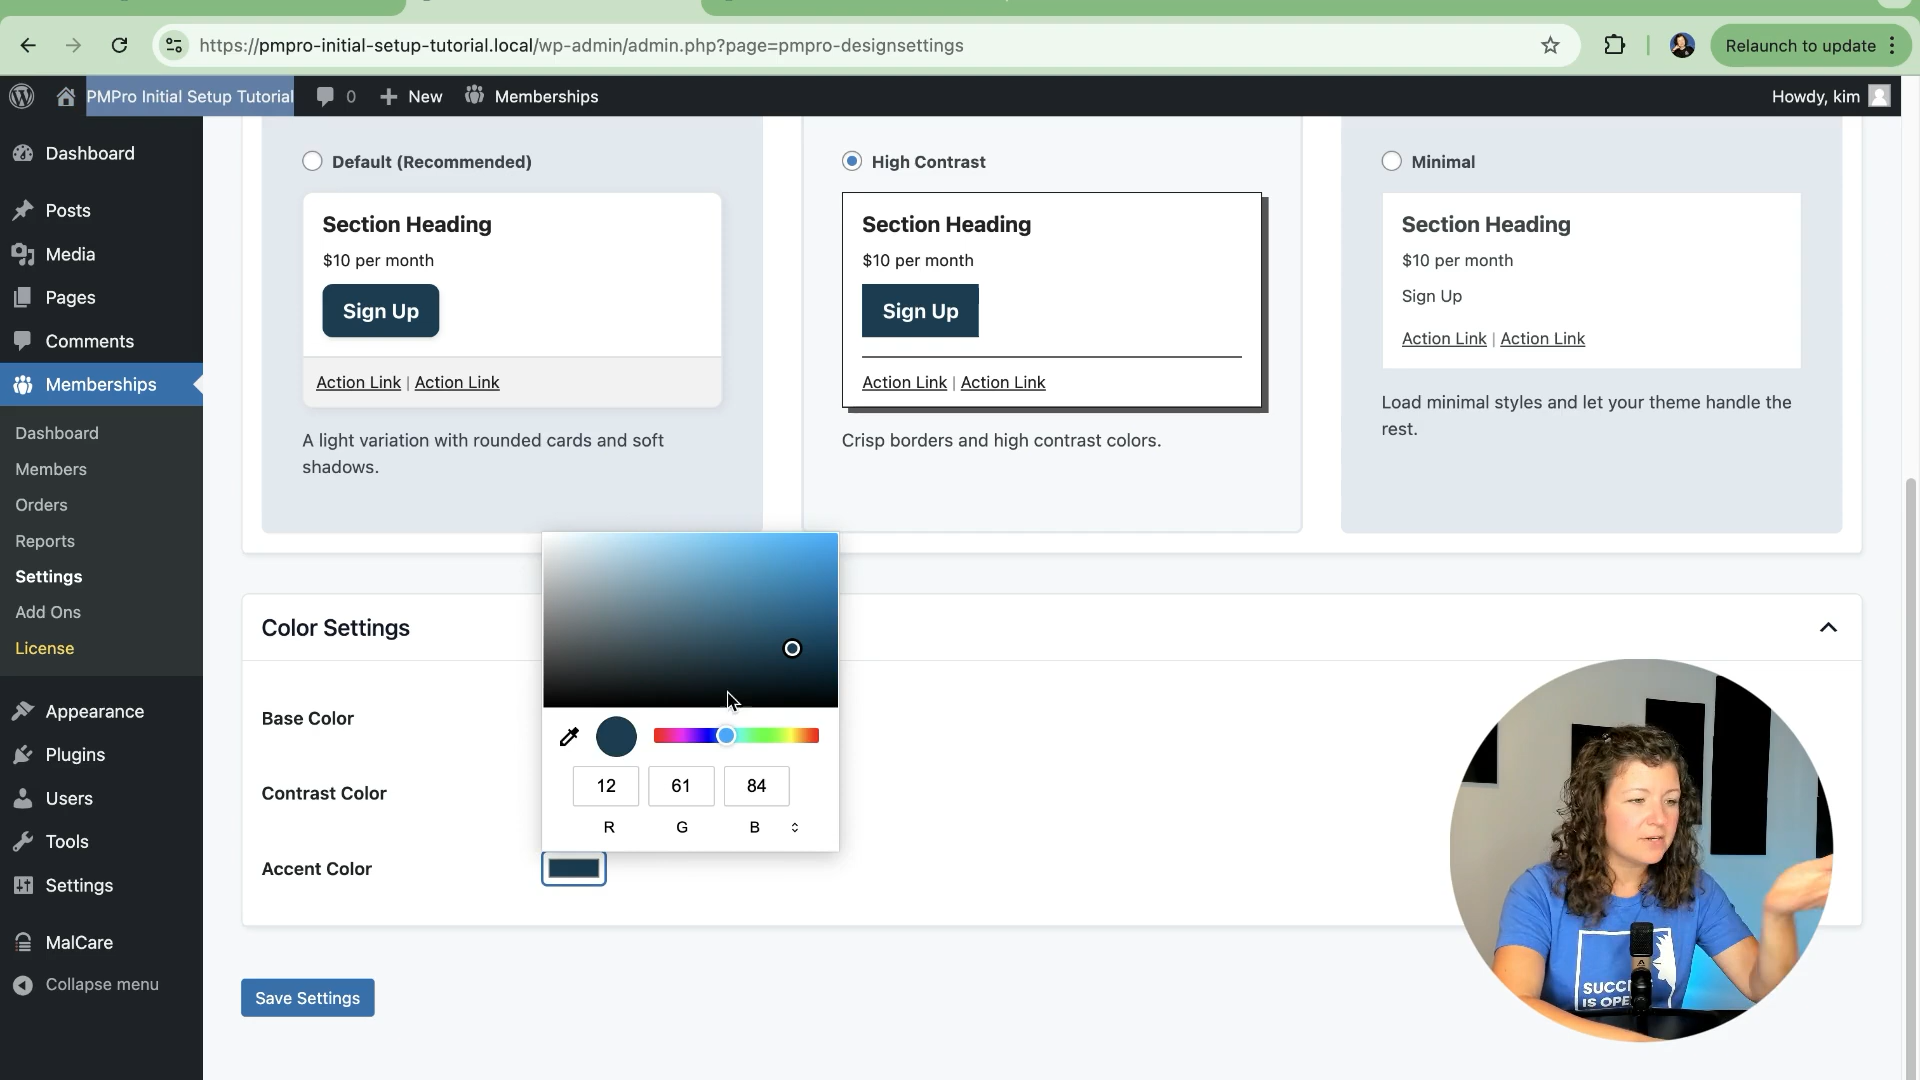 https://pmpro-initial-setup-tutorial.local/wp-admin/admin.php?page=pmpro-designsettings
Relaunch to update
PMPro Initial Setup Tutorial
0
New
Memberships
Howdy, kim
Dashboard
Posts
Media
Pages
Comments
Memberships
Dashboard
Members
Orders
Reports
Settings
Add Ons
License
Appearance
Plugins
Users
Tools
Settings
MalCare
Collapse menu
Default (Recommended)
Section Heading
$10 per month
Sign Up
Action Link | Action Link
A light variation with rounded cards and soft
shadows.
High Contrast
Section Heading
$10 per month
Sign Up
Action Link | Action Link
Crisp borders and high contrast colors.
Minimal
Section Heading
$10 per month
Sign Up
Action Link | Action Link
Load minimal styles and let your theme handle the
rest.
Color Settings
Base Color
Contrast Color
Accent Color
12 61 84
R G B
Save Settings
IS OPE